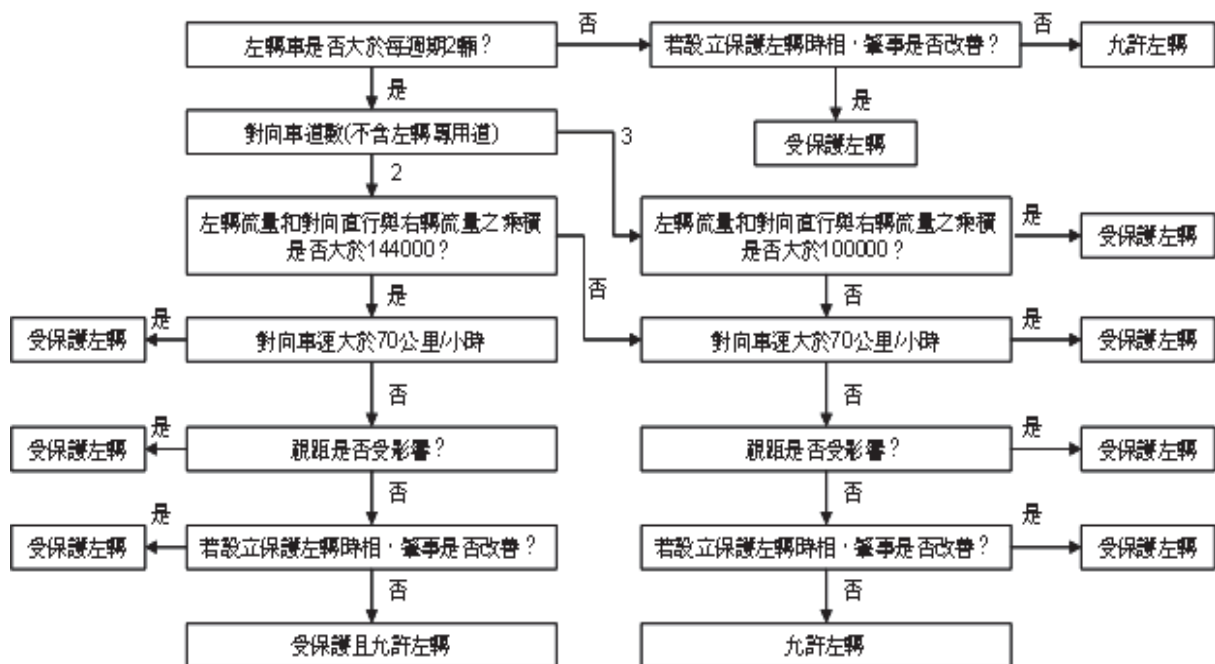 左轉車是否大於每週期2輛？
否
若設立保護左轉時相，肇事是否改善？
否
允許左轉
是
是
對向車道數(不含左轉專用道)
3
受保護左轉
2
左轉流量和對向直行與右轉流量之乘積
是否大於144000？
左轉流量和對向直行與右轉流量之乘積
是否大於100000？
是
受保護左轉
是
否
否
受保護左轉
是
對向車速大於70公里/小時
對向車速大於70公里/小時
是
受保護左轉
否
否
受保護左轉
是
視距是否受影響？
視距是否受影響？
是
受保護左轉
否
否
受保護左轉
是
若設立保護左轉時相，肇事是否改善？
若設立保護左轉時相，肇事是否改善？
是
受保護左轉
否
否
受保護且允許左轉
允許左轉